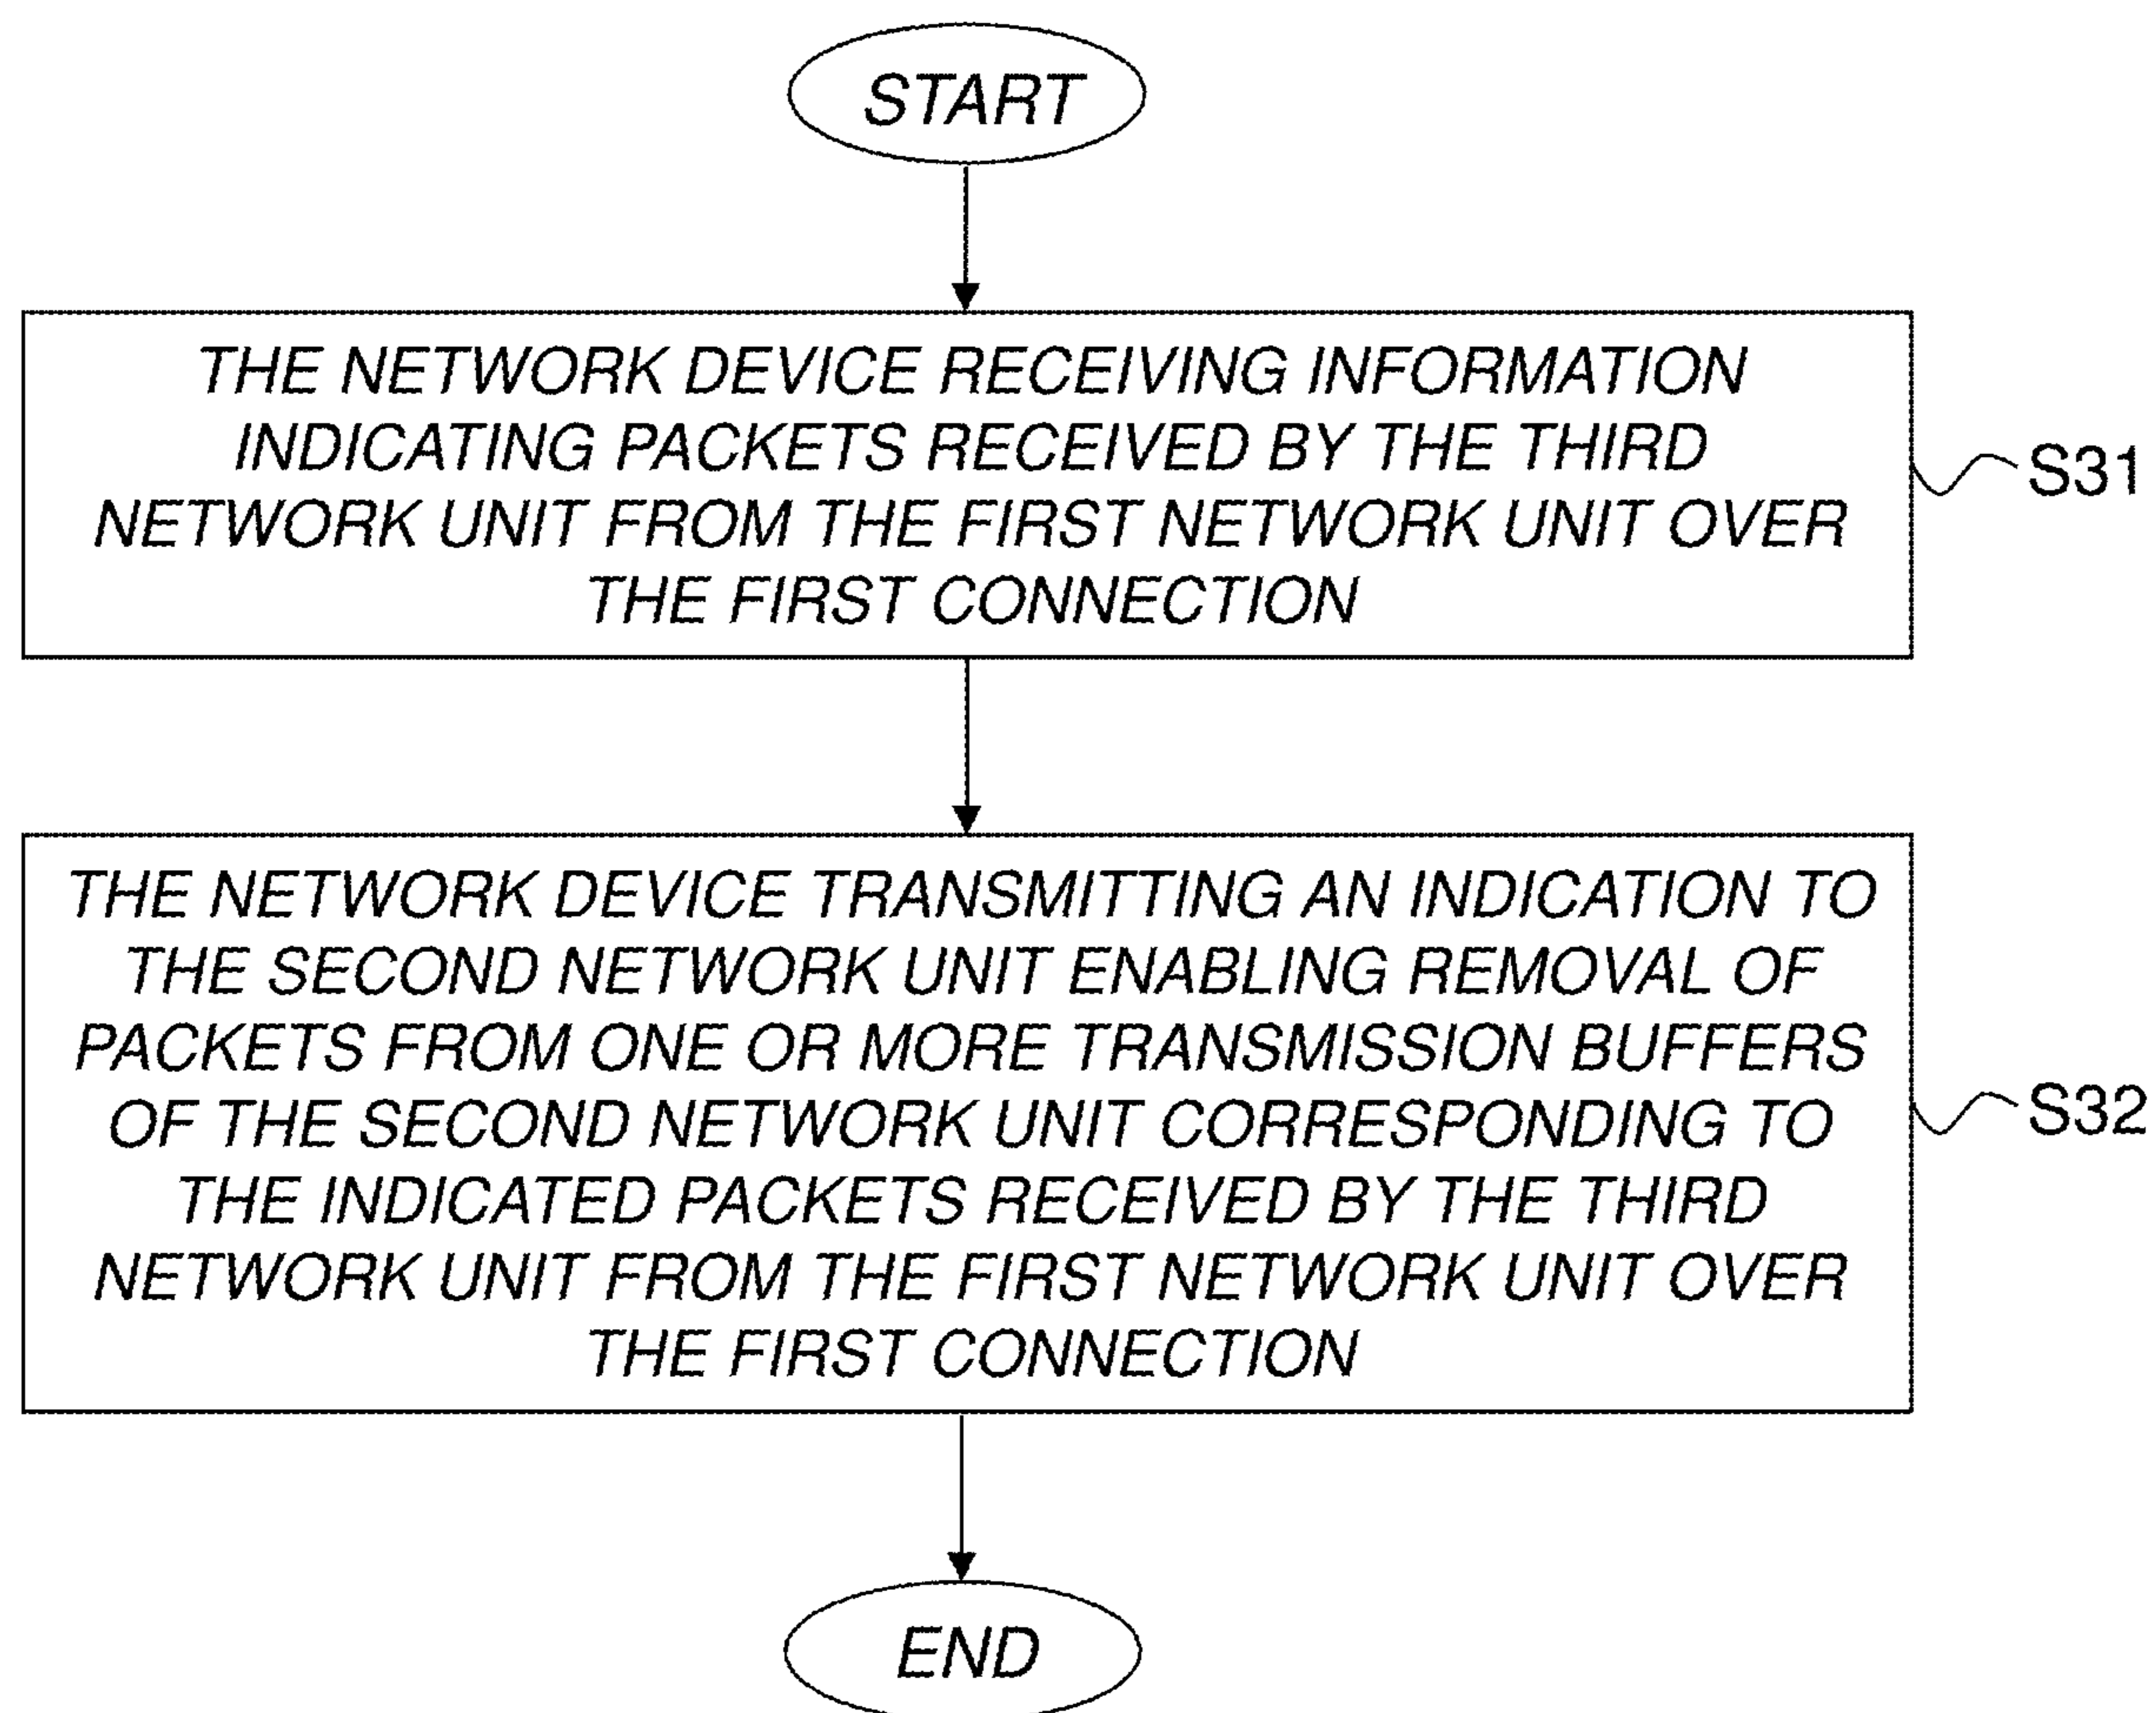 START
THE NETWORK DEVICE RECEIVING INFORMATION
INDICATING PACKETS RECEIVED BY THE THIRD
NETWORK UNIT FROM THE FIRST NETWORK UNIT OVER
THE FIRST CONNECTION
S31
THE NETWORK DEVICE TRANSMITTING AN INDICATION TO
THE SECOND NETWORK UNIT ENABLING REMOVAL OF
PACKETS FROM ONE OR MORE TRANSMISSION BUFFERS
OF THE SECOND NETWORK UNIT CORRESPONDING TO
THE INDICATED PACKETS RECEIVED BY THE THIRD
NETWORK UNIT FROM THE FIRST NETWORK UNIT OVER
THE FIRST CONNECTION
S32
END